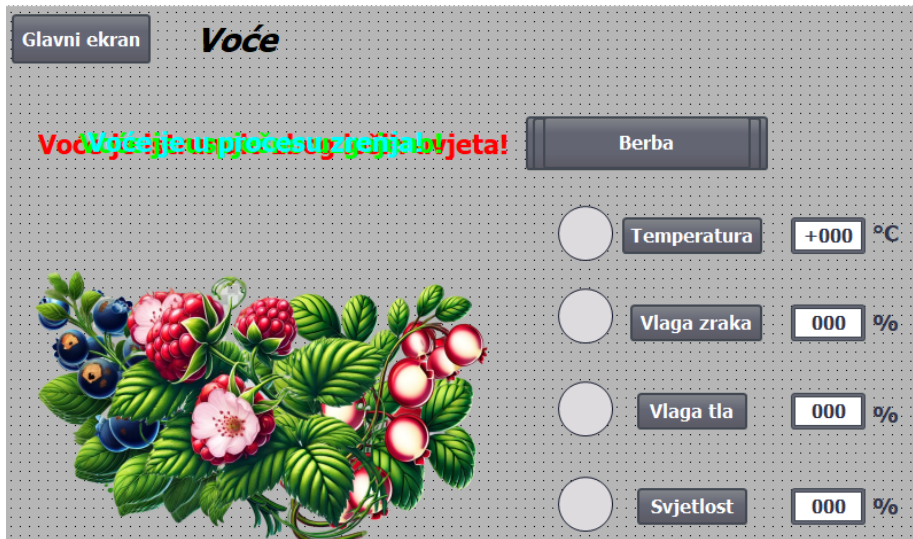 Glavni ekran
Voće
Berba
Temperatura
+000 °C
Vlaga zraka
000 %
Vlaga tla
000 %
Svjetlost
000 %